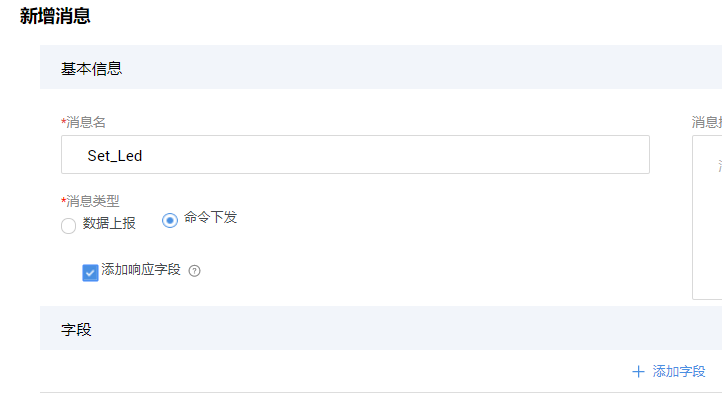 新增消息
基本信息
*消息名
消息
Set_Led
*消息类型
数据上报
命令下发
添加响应字段 ?
字段
+ 添加字段